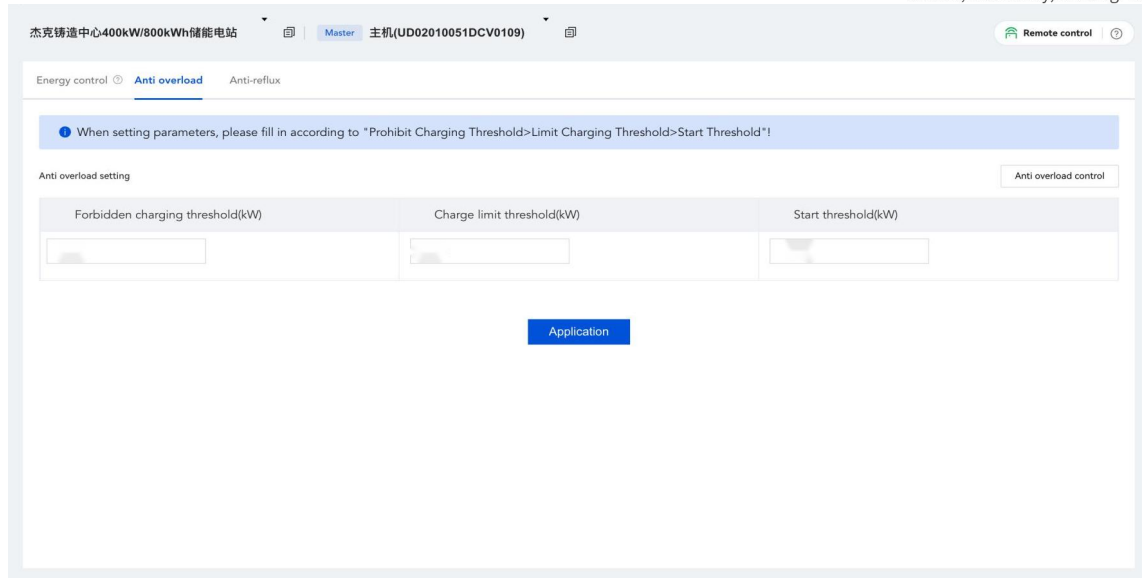 杰克铸造中心400kW/800kWh储能电站 Master 主机(UD02010051DCV0109) Remote control
Energy control Anti overload Anti-reflux
When setting parameters, please fill in according to "Prohibit Charging Threshold>Limit Charging Threshold>Start Threshold"!
Anti overload setting Anti overload control
Forbidden charging threshold(kW) Charge limit threshold(kW) Start threshold(kW)
Application